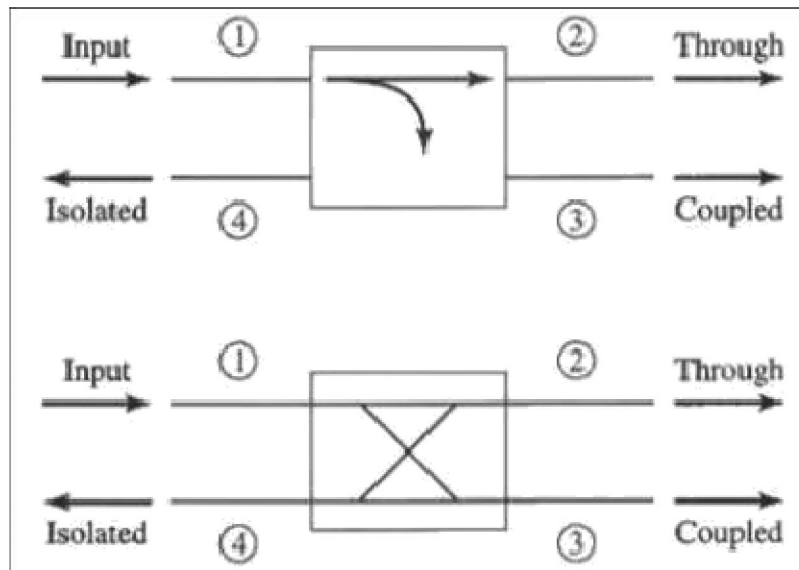 Input ① ② Through
Isolated ④ ③ Coupled
Input ① ② Through
Isolated ④ ③ Coupled